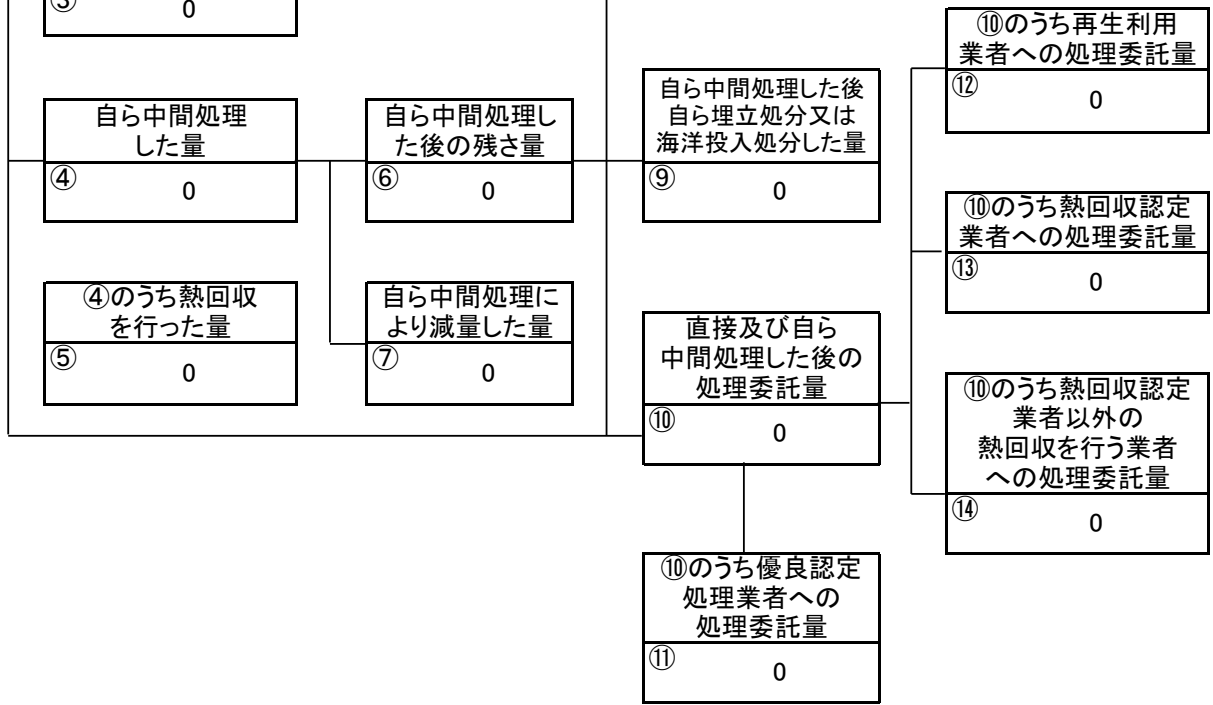 ③
0
自ら中間処理
した量
④
0
④のうち熱回収
を行った量
⑤
0
自ら中間処理し
た後の残さ量
⑥
0
自ら中間処理に
より減量した量
⑦
0
自ら中間処理した後
自ら埋立処分又は
海洋投入処分した量
⑨
0
直接及び自ら
中間処理した後の
処理委託量
⑩
0
⑩のうち優良認定
処理業者への
処理委託量
⑪
0
⑩のうち再生利用
業者への処理委託量
⑫
0
⑩のうち熱回収認定
業者への処理委託量
⑬
0
⑩のうち熱回収認定
業者以外の
熱回収を行う業者
への処理委託量
⑭
0